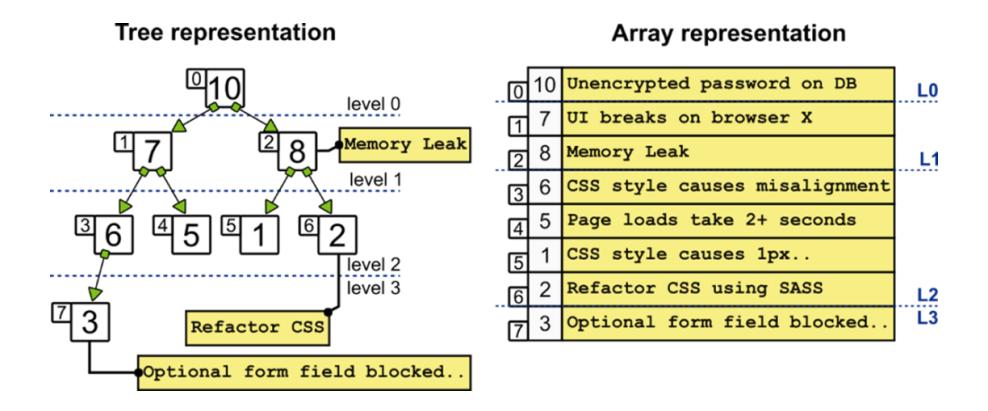 Tree representation
0 10
level 0
1 7
2 8
Memory Leak
level 1
3 6
4 5
5 1
6 2
level 2
level 3
7 3
Refactor CSS
Optional form field blocked..
Array representation
0 10 Unencrypted password on DB
L0
1 7 UI breaks on browser X
2 8 Memory Leak
L1
3 6 CSS style causes misalignment
4 5 Page loads take 2+ seconds
5 1 CSS style causes 1px..
6 2 Refactor CSS using SASS
L2
L3
7 3 Optional form field blocked..